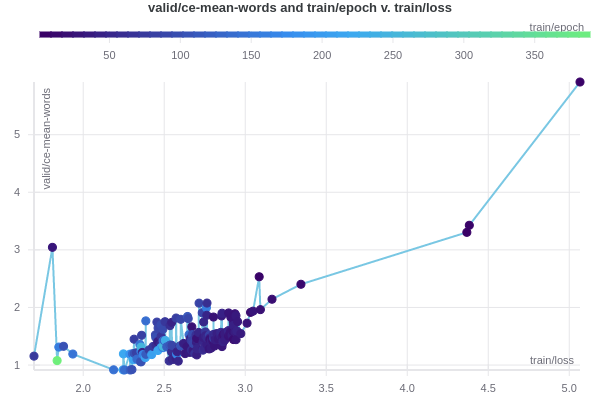 valid/ce-mean-words and train/epoch v. train/loss
train/epoch
50 100 150 200 250 300 350
valid/ce-mean-words
5
4
3
2
1
train/loss
2.0 2.5 3.0 3.5 4.0 4.5 5.0